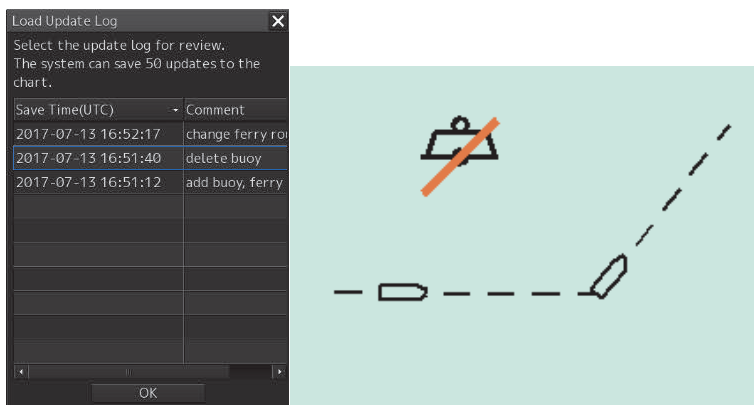 Load Update Log
Select the update log for review.
The system can save 50 updates to the
chart.
Save Time(UTC) Comment
2017-07-13 16:52:17 change ferry rou
2017-07-13 16:51:40 delete buoy
2017-07-13 16:51:12 add buoy, ferry
OK